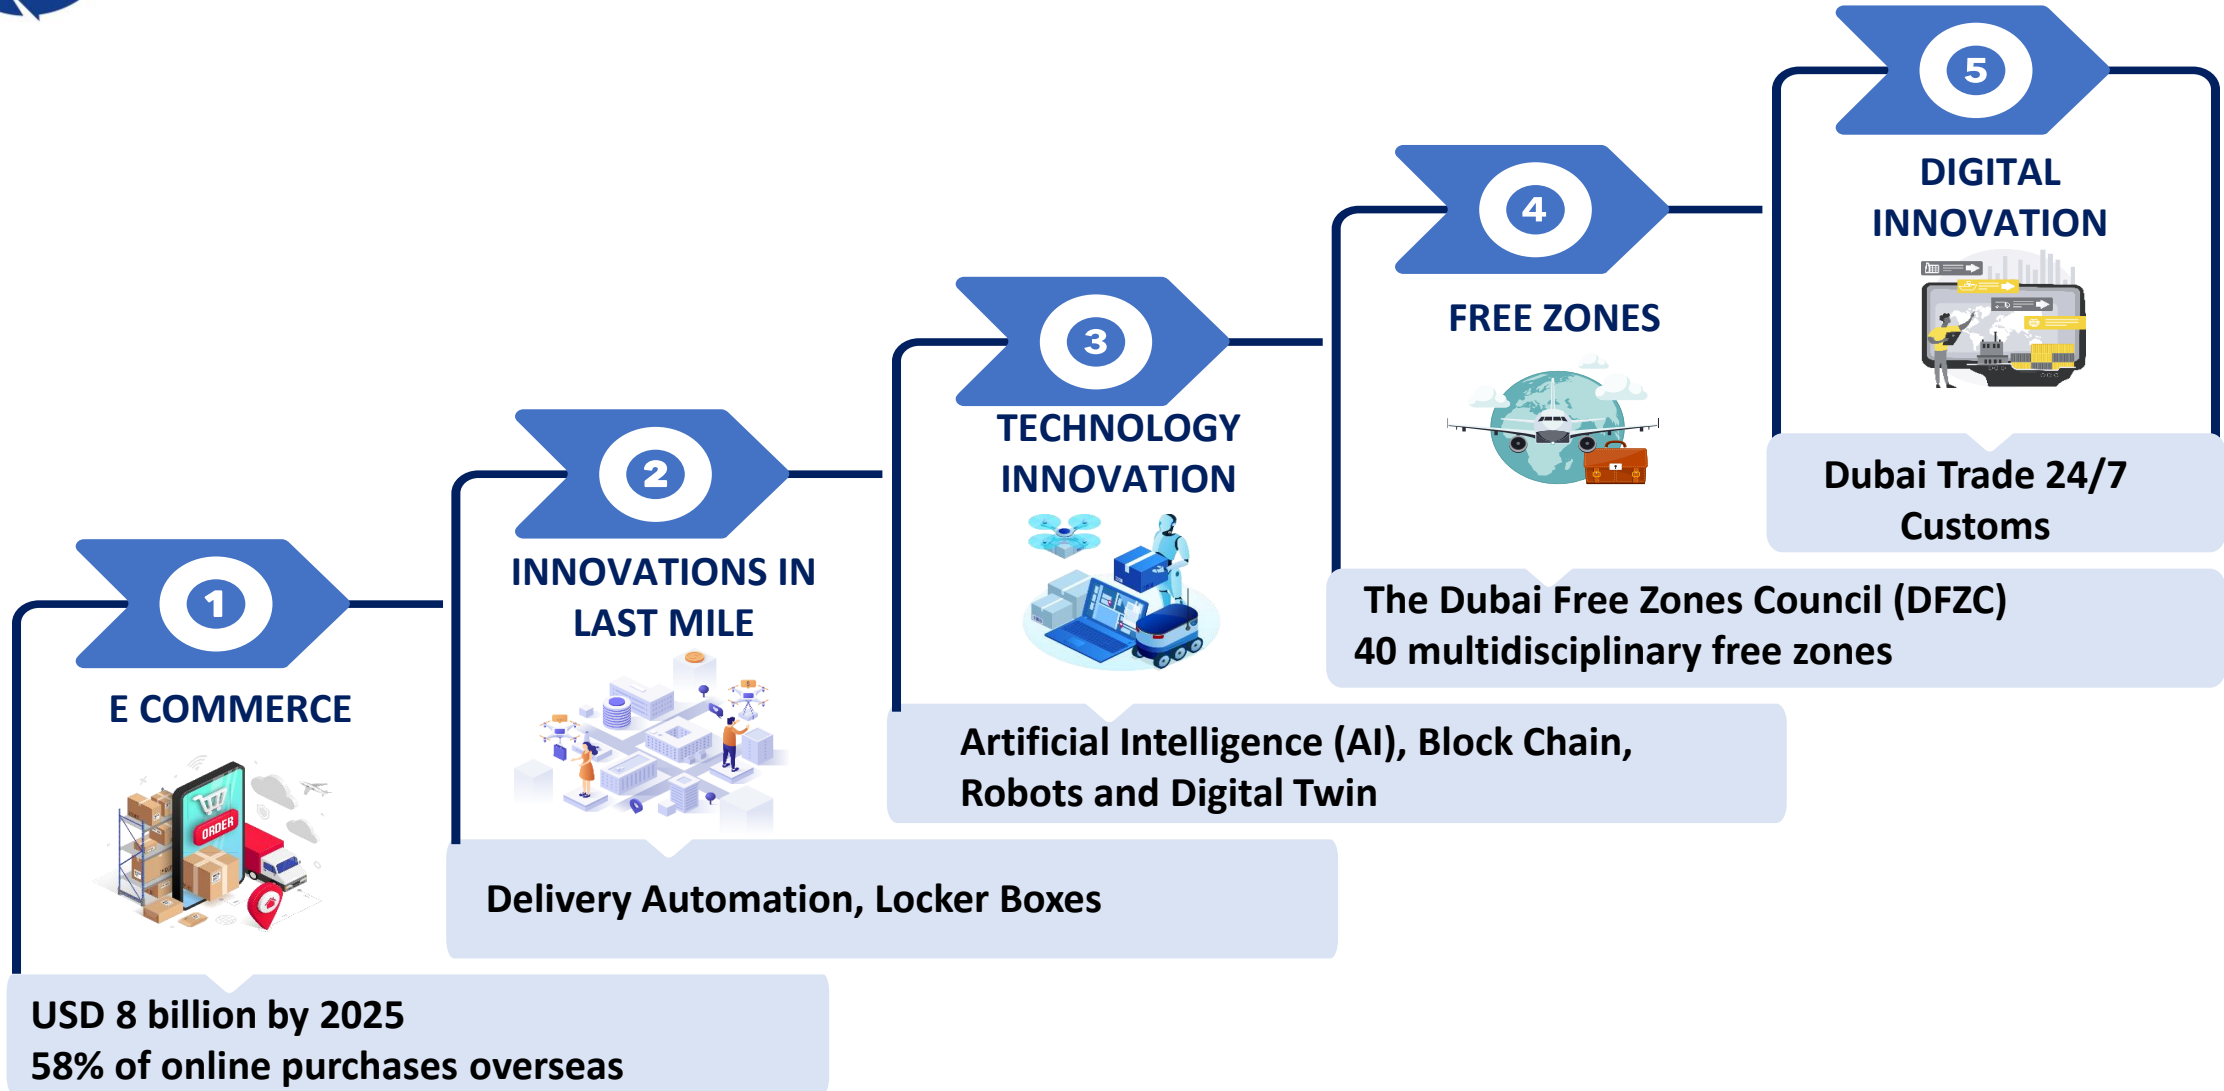 1
E COMMERCE
ORDER
USD 8 billion by 2025
58% of online purchases overseas
2
INNOVATIONS IN
LAST MILE
Delivery Automation, Locker Boxes
3
TECHNOLOGY
INNOVATION
Artificial Intelligence (AI), Block Chain,
Robots and Digital Twin
4
FREE ZONES
The Dubai Free Zones Council (DFZC)
40 multidisciplinary free zones
5
DIGITAL
INNOVATION
Dubai Trade 24/7
Customs